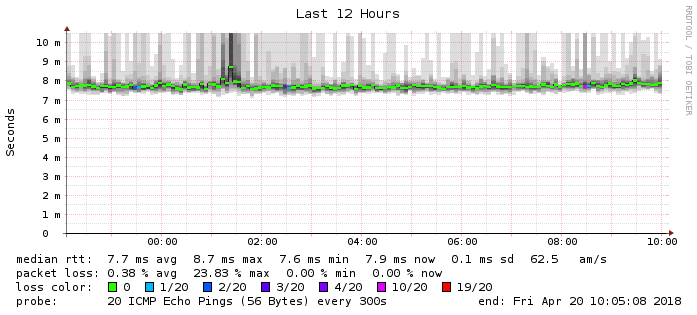 Last 12 Hours
RRDTOOL / TOBI OETIKER
Seconds
10 m
9 m
8 m
7 m
6 m
5 m
4 m
3 m
2 m
1 m
0
00:00 02:00 04:00 06:00 08:00 10:00
median rtt: 7.7 ms avg 8.7 ms max 7.6 ms min 7.9 ms now 0.1 ms sd 62.5 am/s
packet loss: 0.38 % avg 23.83 % max 0.00 % min 0.00 % now
loss color: 0 1/20 2/20 3/20 4/20 10/20 19/20
probe: 20 ICMP Echo Pings (56 Bytes) every 300s end: Fri Apr 20 10:05:08 2018